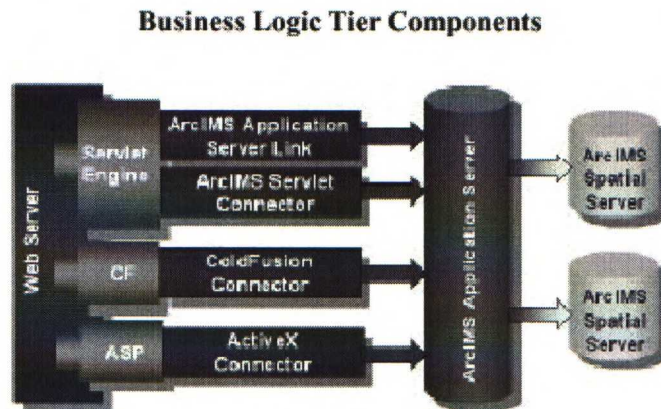 Business Logic Tier Components
Web Server
Servlet
Engine
ArcIMS Application
Server Link
ArcIMS Servlet
Connector
CF
ColdFusion
Connector
ASP
ActiveX
Connector
ArcIMS Application Server
ArcIMS
Spatial
Server
ArcIMS
Spatial
Server